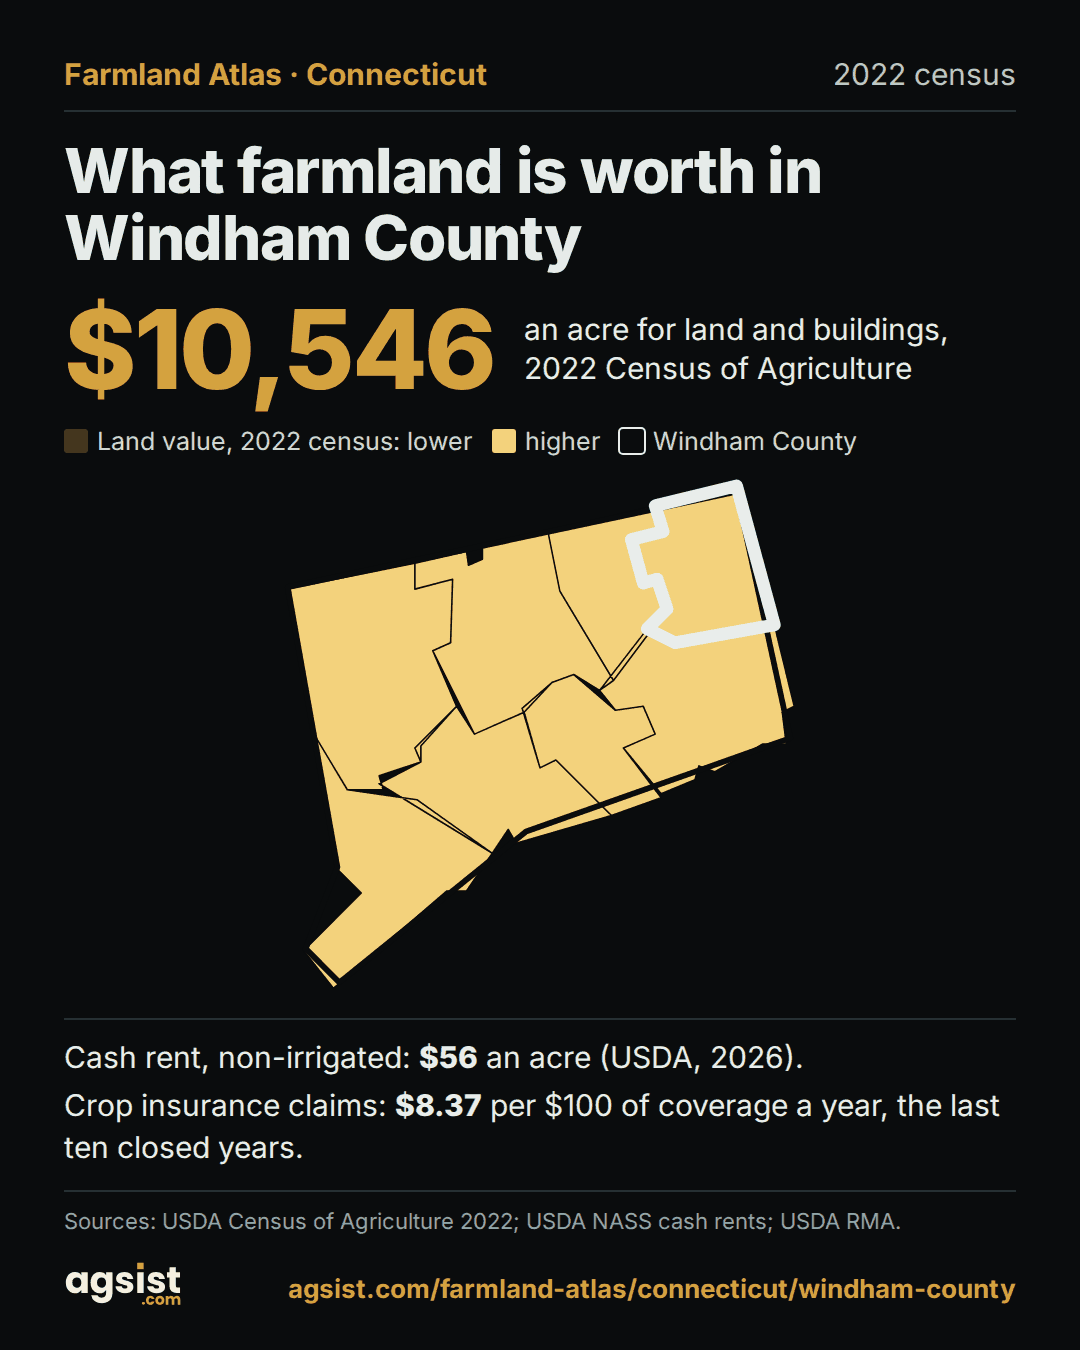 Farmland Atlas · Connecticut
2022 census
What farmland is worth in
Windham County
$10,546
an acre for land and buildings,
2022 Census of Agriculture
Land value, 2022 census: lower
higher
Windham County
Cash rent, non-irrigated: $56 an acre (USDA, 2026).
Crop insurance claims: $8.37 per $100 of coverage a year, the last
ten closed years.
Sources: USDA Census of Agriculture 2022; USDA NASS cash rents; USDA RMA.
agsist
.com
agsist.com/farmland-atlas/connecticut/windham-county